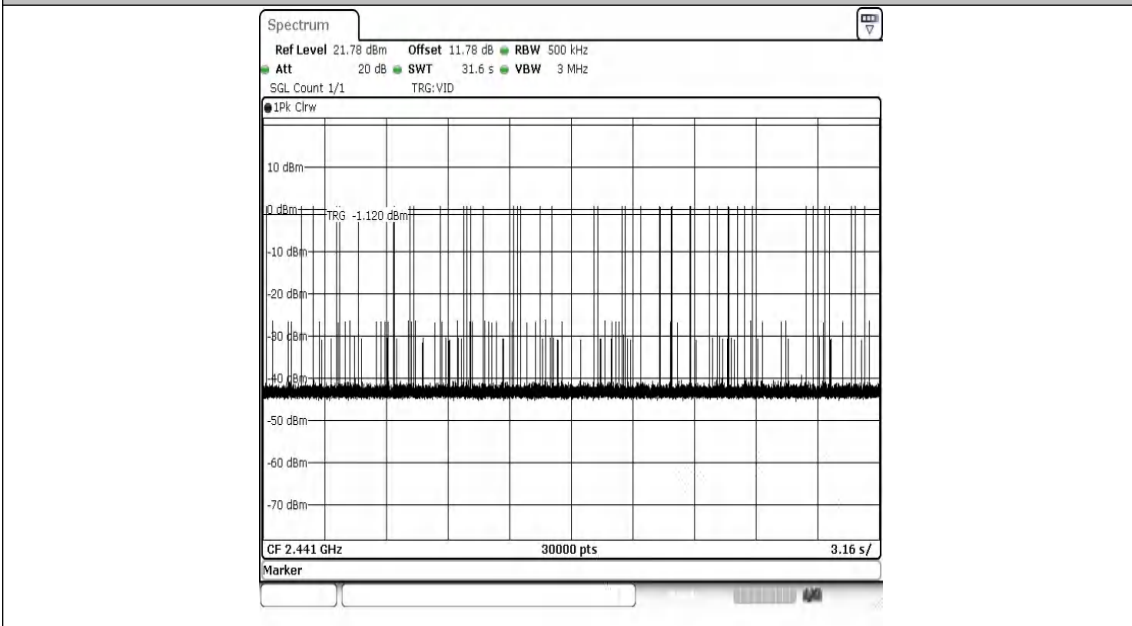 Spectrum
Ref Level 21.78 dBm Offset 11.78 dB RBW 500 kHz
Att 20 dB SWT 31.6 s VBW 3 MHz
SGL Count 1/1 TRG:VID
1Pk Clrw
10 dBm
0 dBm
TRG -1.120 dBm
-10 dBm
-20 dBm
-30 dBm
-40 dBm
-50 dBm
-60 dBm
-70 dBm
CF 2.441 GHz 30000 pts 3.16 s/
Marker